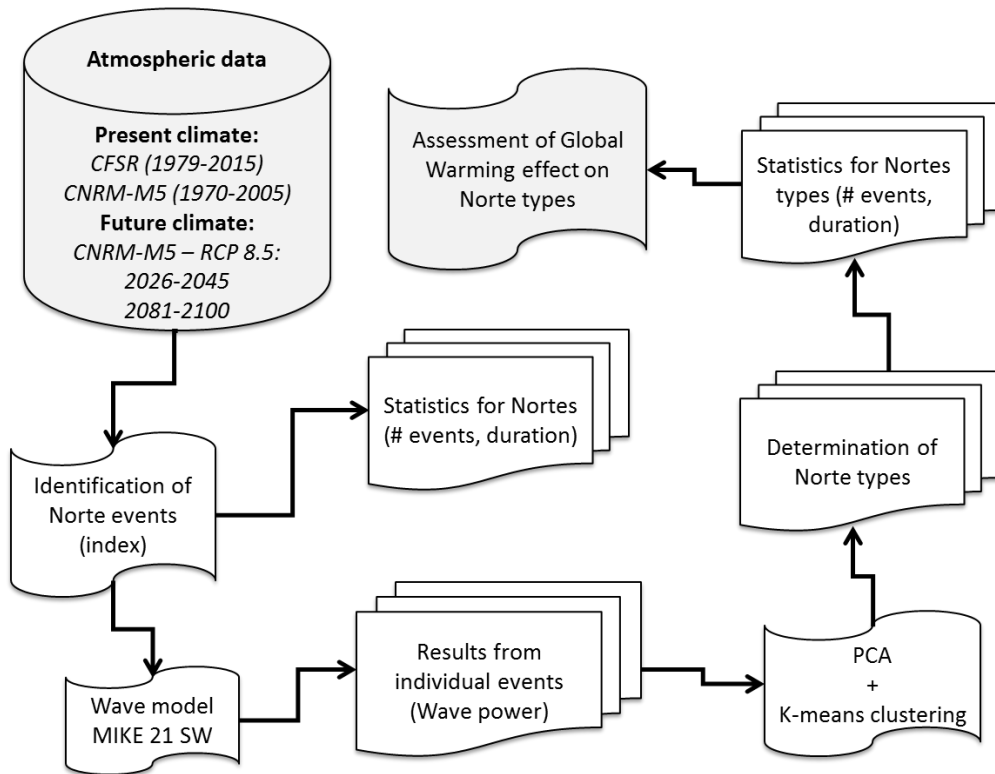 Atmospheric data
Present climate:
CFSR (1979-2015)
CNRM-M5 (1970-2005)
Future climate:
CNRM-M5 – RCP 8.5:
2026-2045
2081-2100
Assessment of Global
Warming effect on
Norte types
Statistics for Nortes
types (# events,
duration)
Statistics for Nortes
(# events, duration)
Determination of
Norte types
Identification of
Norte events
(index)
Wave model
MIKE 21 SW
Results from
individual events
(Wave power)
PCA
+
K-means clustering